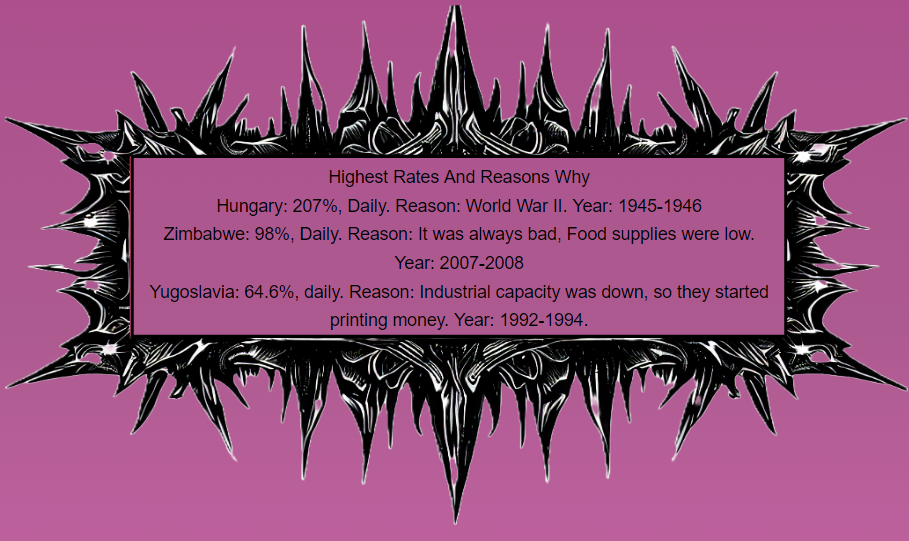 Highest Rates And Reasons Why
Hungary: 207%, Daily. Reason: World War II. Year: 1945-1946
Zimbabwe: 98%, Daily. Reason: It was always bad, Food supplies were low.
Year: 2007-2008
Yugoslavia: 64.6%, daily. Reason: Industrial capacity was down, so they started
printing money. Year: 1992-1994.